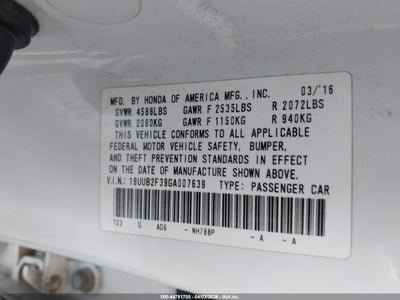 MFD. BY HONDA OF AMERICA MFG., INC. 03/'16
GVWR 4586LBS GAWR F 2535LBS R 2072LBS
GVWR 2080KG GAWR F 1150KG R 940KG
THIS VEHICLE CONFORMS TO ALL APPLICABLE
FEDERAL MOTOR VEHICLE SAFETY, BUMPER,
AND THEFT PREVENTION STANDARDS IN EFFECT
ON THE DATE OF MANUFACTURE SHOWN ABOVE.
V.I.N.: 19UUB2F39GA007639 TYPE: PASSENGER CAR
123 G AD6 - NH788P - A - A
600-44781705 - 04/03/2026 - IAA Inc.